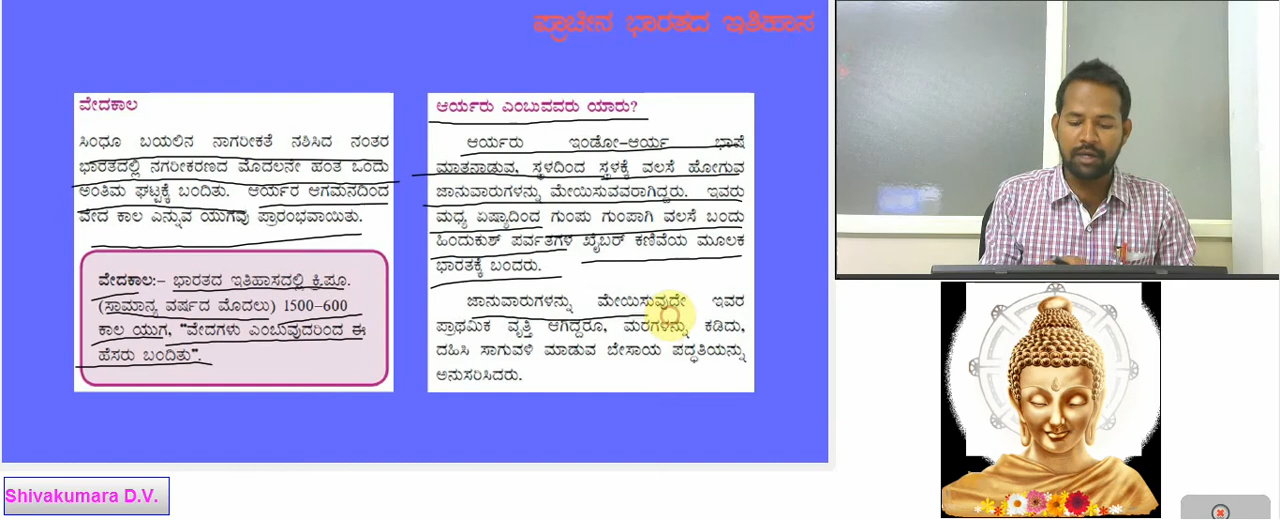 ಪ್ರಾಚೀನ ಭಾರತದ ಇತಿಹಾಸ
ವೇದಕಾಲ
ಸಿಂಧೂ ಬಯಲಿನ ನಾಗರೀಕತೆ ನಶಿಸಿದ ನಂತರ
ಭಾರತದಲ್ಲಿ ನಗರೀಕರಣದ ಮೊದಲನೇ ಹಂತ ಒಂದು
ಅಂತಿಮ ಘಟ್ಟಕ್ಕೆ ಬಂದಿತು. ಆರ್ಯರ ಆಗಮನದಿಂದ
ವೇದ ಕಾಲ ಎನ್ನುವ ಯುಗವು ಪ್ರಾರಂಭವಾಯಿತು.
ವೇದಕಾಲ:– ಭಾರತದ ಇತಿಹಾಸದಲ್ಲಿ ಕ್ರಿ.ಪೂ.
(ಸಾಮಾನ್ಯ ವರ್ಷದ ಮೊದಲು) 1500–600
ಕಾಲ ಯುಗ, "ವೇದಗಳು ಎಂಬುವುದರಿಂದ ಈ
ಹೆಸರು ಬಂದಿತು".
ಆರ್ಯರು ಎಂಬುವವರು ಯಾರು?
ಆರ್ಯರು ಇಂಡೋ–ಆರ್ಯ ಭಾಷೆ
ಮಾತನಾಡುವ, ಸ್ಥಳದಿಂದ ಸ್ಥಳಕ್ಕೆ ವಲಸೆ ಹೋಗುವ
ಜಾನುವಾರುಗಳನ್ನು ಮೇಯಿಸುವವರಾಗಿದ್ದರು. ಇವರು
ಮಧ್ಯ ಏಷ್ಯಾದಿಂದ ಗುಂಪು ಗುಂಪಾಗಿ ವಲಸೆ ಬಂದು
ಹಿಂದುಕುಶ್ ಪರ್ವತಗಳ ಖೈಬರ್ ಕಣಿವೆಯ ಮೂಲಕ
ಭಾರತಕ್ಕೆ ಬಂದರು.
ಜಾನುವಾರುಗಳನ್ನು ಮೇಯಿಸುವುದೇ ಇವರ
ಪ್ರಾಥಮಿಕ ವೃತ್ತಿ ಆಗಿದ್ದರೂ, ಮರಗಳನ್ನು ಕಡಿದು,
ದಹಿಸಿ ಸಾಗುವಳಿ ಮಾಡುವ ಬೇಸಾಯ ಪದ್ಧತಿಯನ್ನು
ಅನುಸರಿಸಿದರು.
Shivakumara D.V.